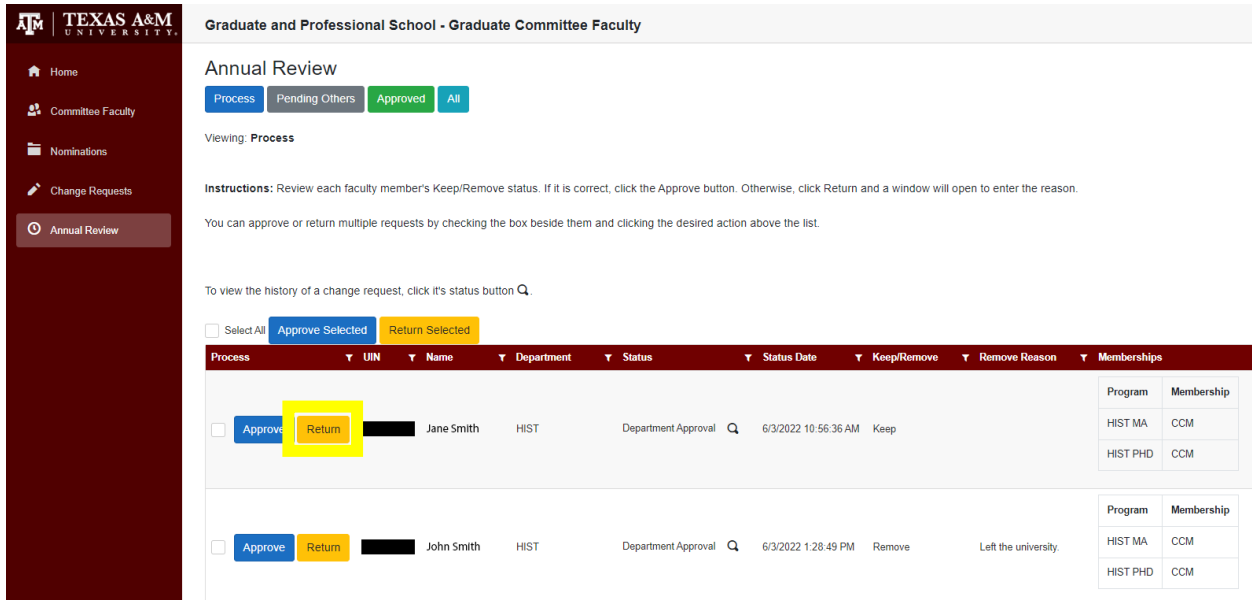 TEXAS A&M
UNIVERSITY.
Graduate and Professional School - Graduate Committee Faculty
Home
Committee Faculty
Nominations
Change Requests
Annual Review
Annual Review
Process Pending Others Approved All
Viewing: Process
Instructions: Review each faculty member's Keep/Remove status. If it is correct, click the Approve button. Otherwise, click Return and a window will open to enter the reason.
You can approve or return multiple requests by checking the box beside them and clicking the desired action above the list.
To view the history of a change request, click it's status button .
Select All Approve Selected Return Selected
Process UIN Name Department Status Status Date Keep/Remove Remove Reason Memberships
Program Membership
Approve Return Jane Smith HIST Department Approval 6/3/2022 10:56:36 AM Keep HIST MA CCM
HIST PHD CCM
Program Membership
Approve Return John Smith HIST Department Approval 6/3/2022 1:28:49 PM Remove Left the university. HIST MA CCM
HIST PHD CCM